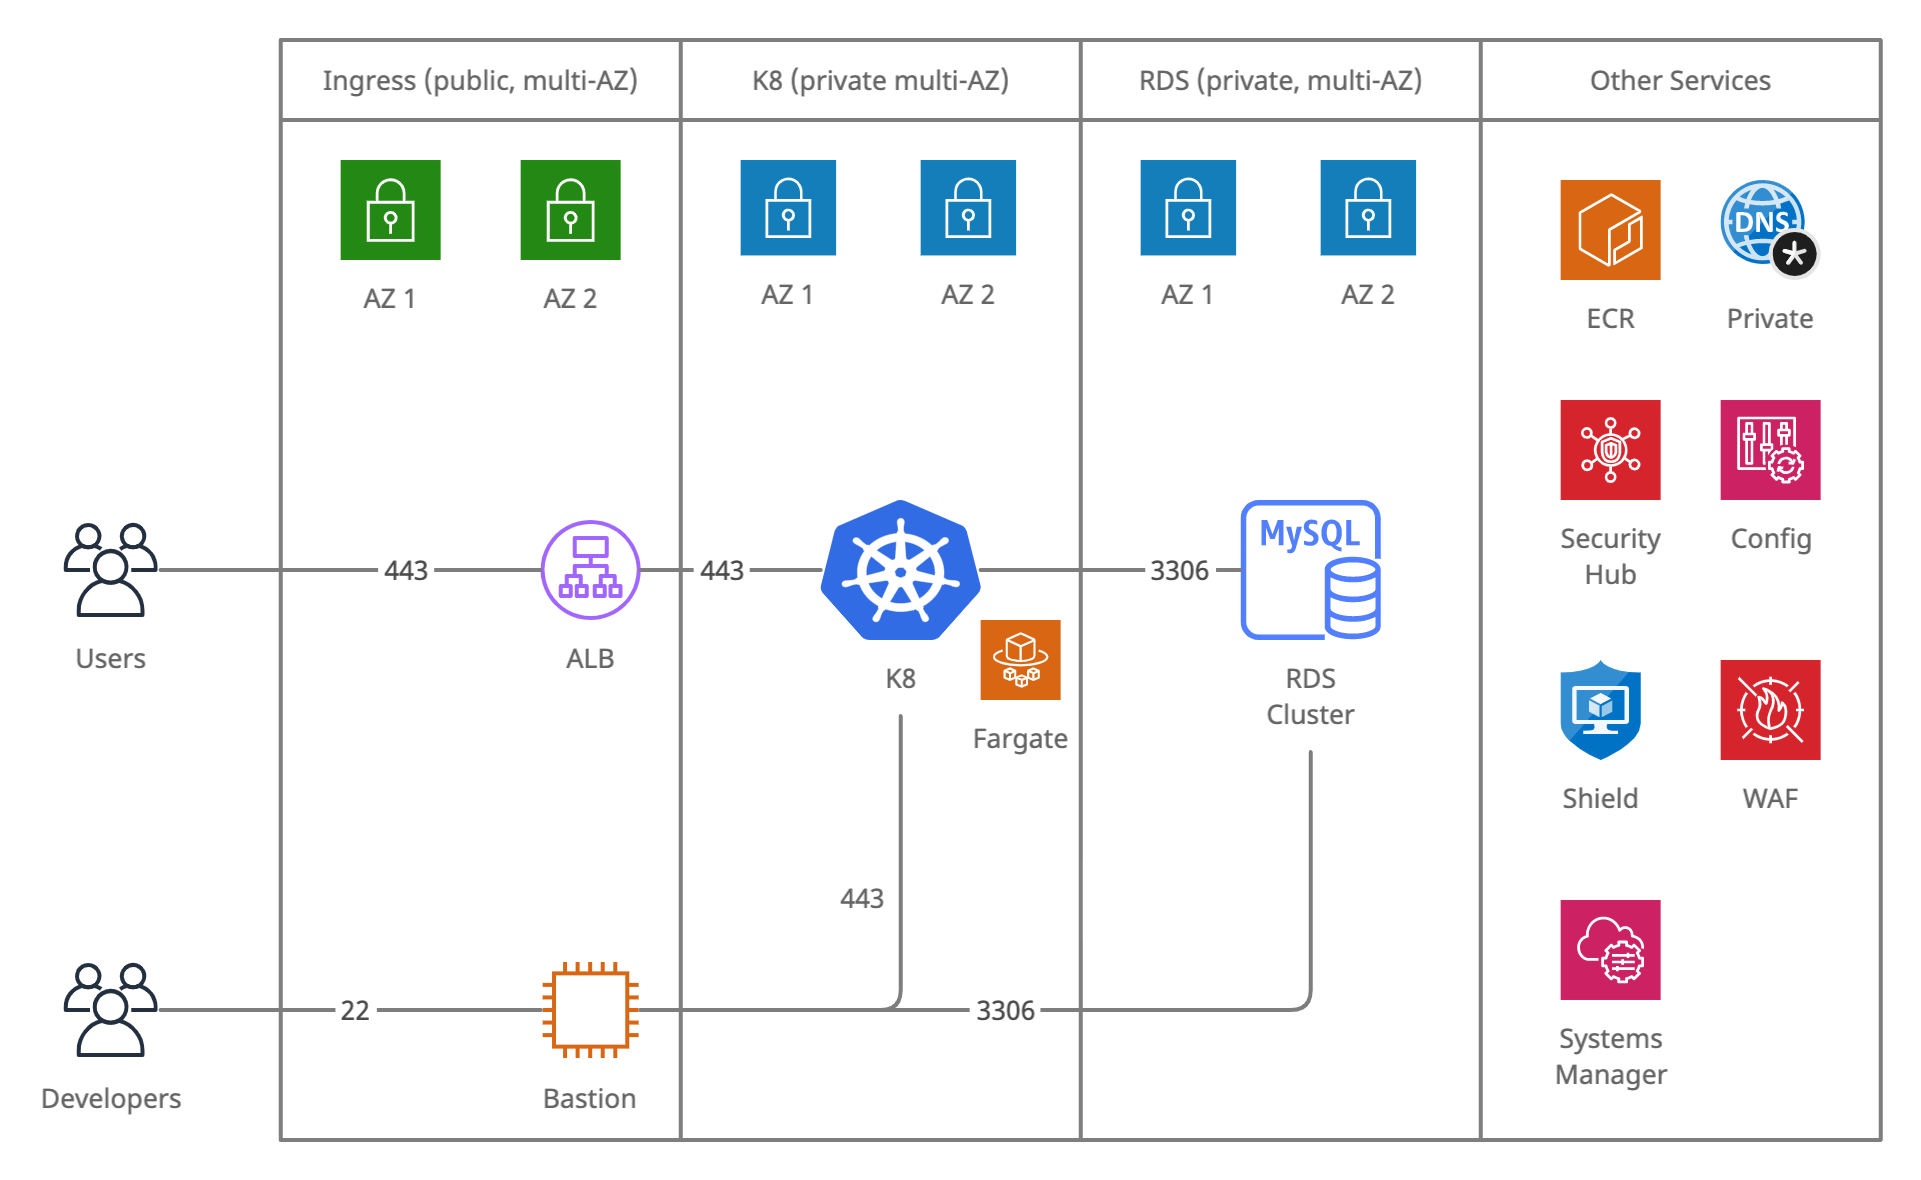 Ingress (public, multi-AZ)
K8 (private multi-AZ)
RDS (private, multi-AZ)
Other Services
AZ 1
AZ 2
AZ 1
AZ 2
AZ 1
AZ 2
DNS
ECR
Private
Security
Hub
Config
MySQL
443
443
3306
Users
ALB
K8
RDS
Cluster
Fargate
Shield
WAF
443
22
3306
Systems
Manager
Developers
Bastion